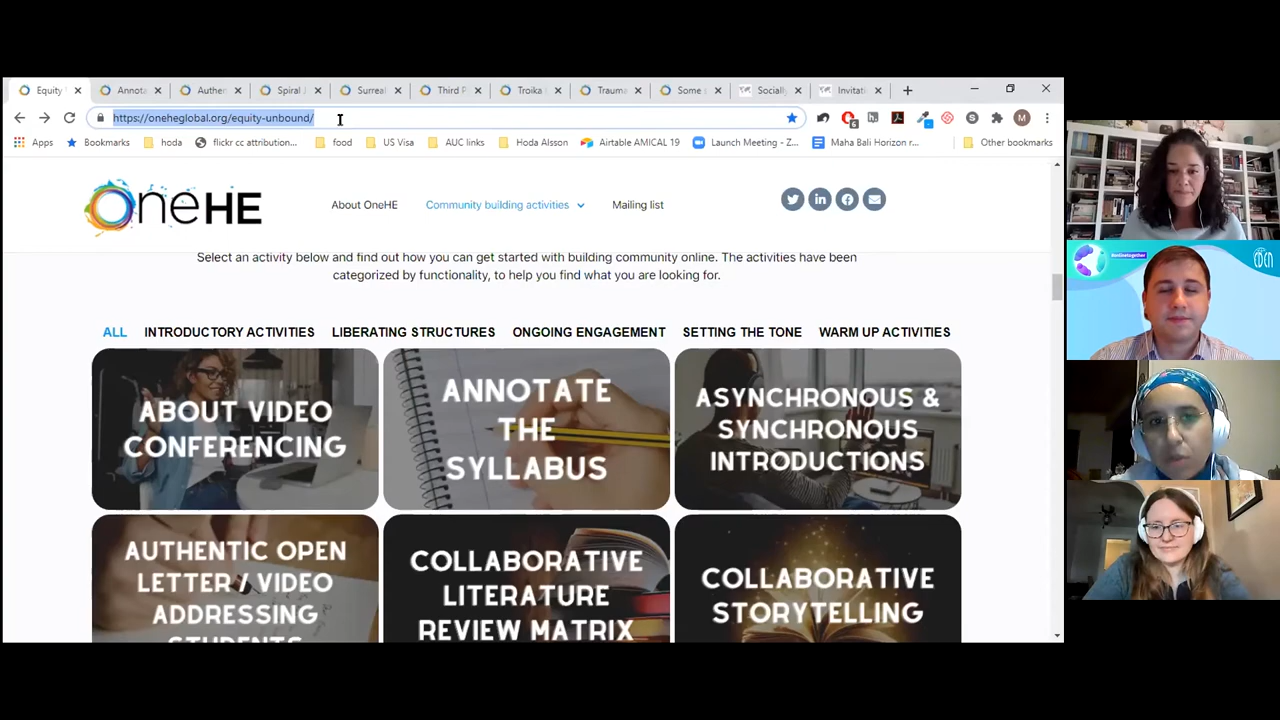 Equity
Annota
Authen
Spiral J
Surreal
Third P
Troika
Trauma
Some s
Socially
Invitati
https://oneheglobal.org/equity-unbound/
Apps
Bookmarks
hoda
flickr cc attribution...
food
US Visa
AUC links
Hoda Alsson
Airtable AMICAL 19
Launch Meeting - Z...
Maha Bali Horizon r...
Other bookmarks
OneHE
About OneHE
Community building activities
Mailing list
Select an activity below and find out how you can get started with building community online. The activities have been
categorized by functionality, to help you find what you are looking for.
ALL
INTRODUCTORY ACTIVITIES
LIBERATING STRUCTURES
ONGOING ENGAGEMENT
SETTING THE TONE
WARM UP ACTIVITIES
ABOUT VIDEO
CONFERENCING
ANNOTATE
THE
SYLLABUS
ASYNCHRONOUS &
SYNCHRONOUS
INTRODUCTIONS
AUTHENTIC OPEN
LETTER / VIDEO
ADDRESSING
STUDENTS
COLLABORATIVE
LITERATURE
REVIEW MATRIX
COLLABORATIVE
STORYTELLING